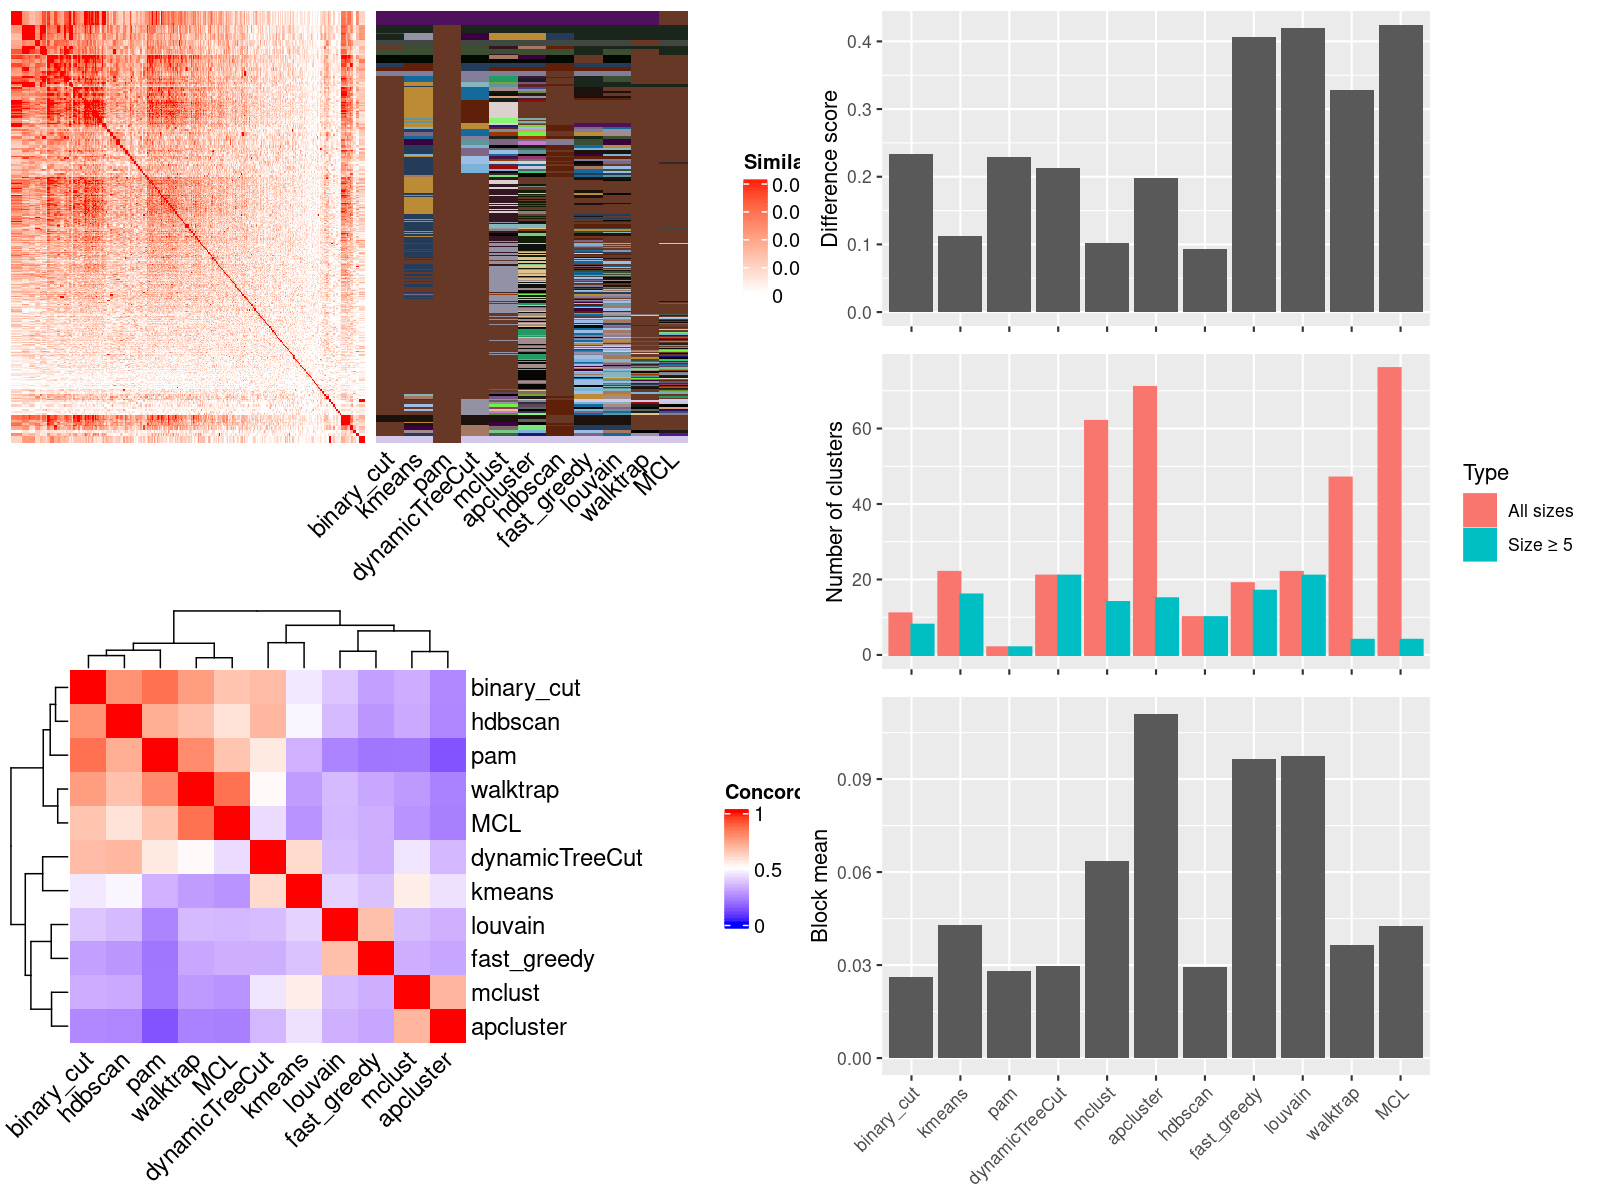 Simila
0.0
0.0
0.0
0.0
0
binary_cut
kmeans
pam
dynamicTreeCut
mclust
apcluster
hdbscan
fast_greedy
louvain
walktrap
MCL
binary_cut
hdbscan
pam
walktrap
MCL
dynamicTreeCut
kmeans
louvain
fast_greedy
mclust
apcluster
binary_cut
hdbscan
pam
walktrap
MCL
dynamicTreeCut
kmeans
louvain
fast_greedy
mclust
apcluster
Concord
1
0.5
0
Difference score
0.4
0.3
0.2
0.1
0.0
Number of clusters
60
40
20
0
Type
All sizes
Size ≥ 5
Block mean
0.09
0.06
0.03
0.00
binary_cut
kmeans
pam
dynamicTreeCut
mclust
apcluster
hdbscan
fast_greedy
louvain
walktrap
MCL